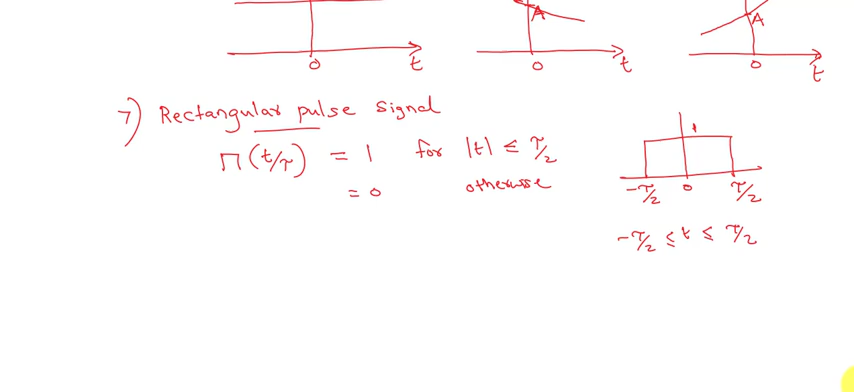 A
A
0
t
0
t
0
t
7) Rectangular pulse signal
Π(t/τ) = 1 for |t| ≤ τ/2
= 0 otherwise
1
-τ/2 0 τ/2
-τ/2 ≤ t ≤ τ/2